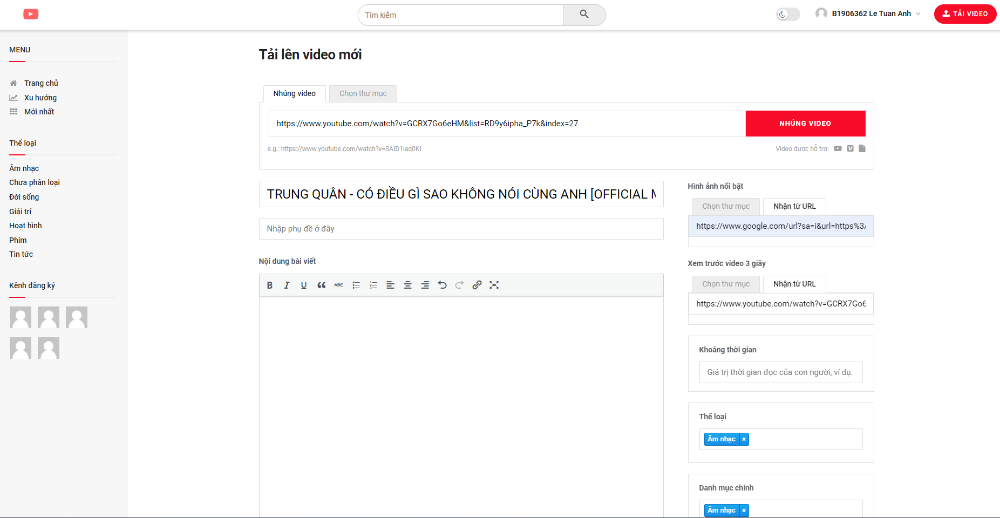 Tìm kiếm
B1906362 Le Tuan Anh
TẢI VIDEO
MENU
Trang chủ
Xu hướng
Mới nhất
Thể loại
Âm nhạc
Chưa phân loại
Đời sống
Giải trí
Hoạt hình
Phim
Tin tức
Kênh đăng ký
Tải lên video mới
Nhúng video
Chọn thư mục
https://www.youtube.com/watch?v=GCRX7Go6eHM&list=RD9y6ipha_P7k&index=27
NHÚNG VIDEO
e.g.: https://www.youtube.com/watch?v=SAID1iaq0KI
Video được hỗ trợ:
TRUNG QUÂN - CÓ ĐIỀU GÌ SAO KHÔNG NÓI CÙNG ANH [OFFICIAL M
Nhập phụ đề ở đây
Nội dung bài viết
B I U ABC
Hình ảnh nổi bật
Chọn thư mục
Nhận từ URL
https://www.google.com/url?sa=i&url=https%3A
Xem trước video 3 giây
Chọn thư mục
Nhận từ URL
https://www.youtube.com/watch?v=GCRX7Go6
Khoảng thời gian
Giá trị thời gian đọc của con người, ví dụ.
Thể loại
Âm nhạc ×
Danh mục chính
Âm nhạc ×